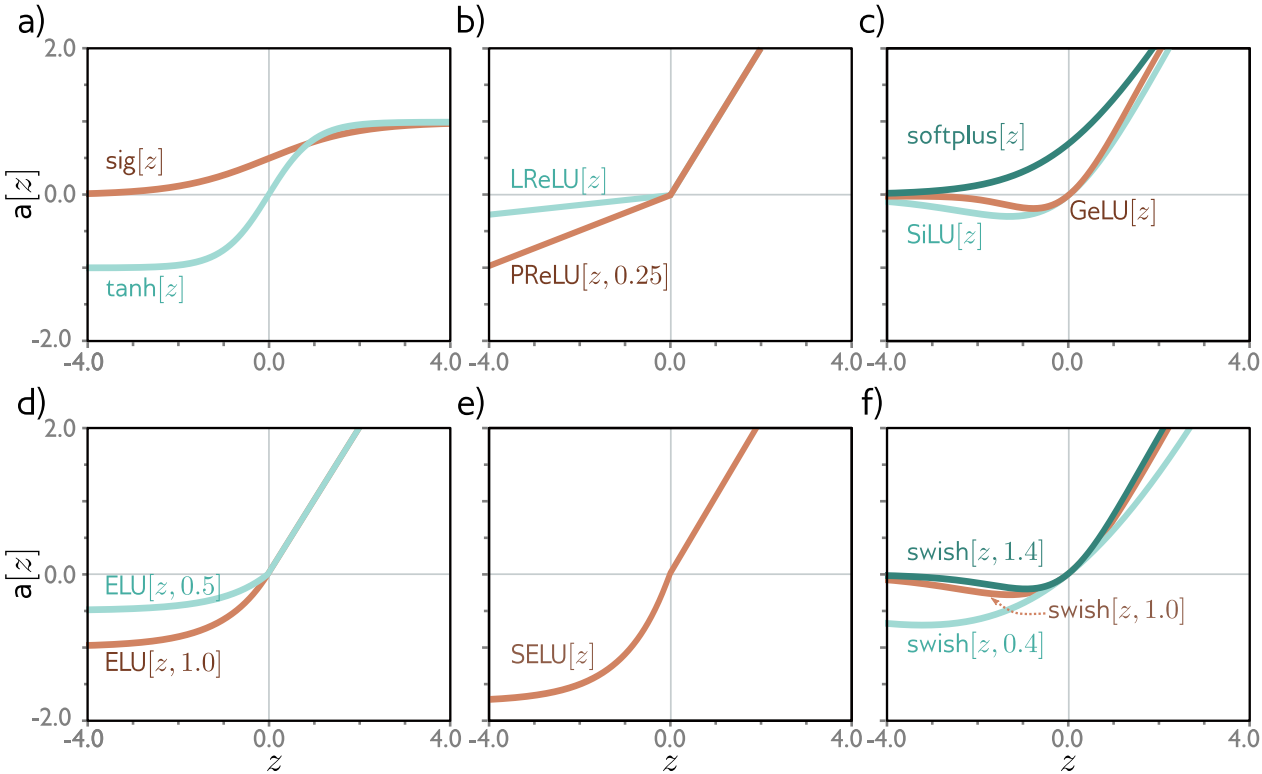 a)
b)
c)
2.0
0.0
-2.0
a[z]
sig[z]
tanh[z]
-4.0
0.0
4.0
LReLU[z]
PReLU[z, 0.25]
-4.0
0.0
4.0
softplus[z]
GeLU[z]
SiLU[z]
-4.0
0.0
4.0
d)
e)
f)
2.0
0.0
-2.0
a[z]
ELU[z, 0.5]
ELU[z, 1.0]
-4.0
0.0
4.0
z
SELU[z]
-4.0
0.0
4.0
z
swish[z, 1.4]
swish[z, 1.0]
swish[z, 0.4]
-4.0
0.0
4.0
z